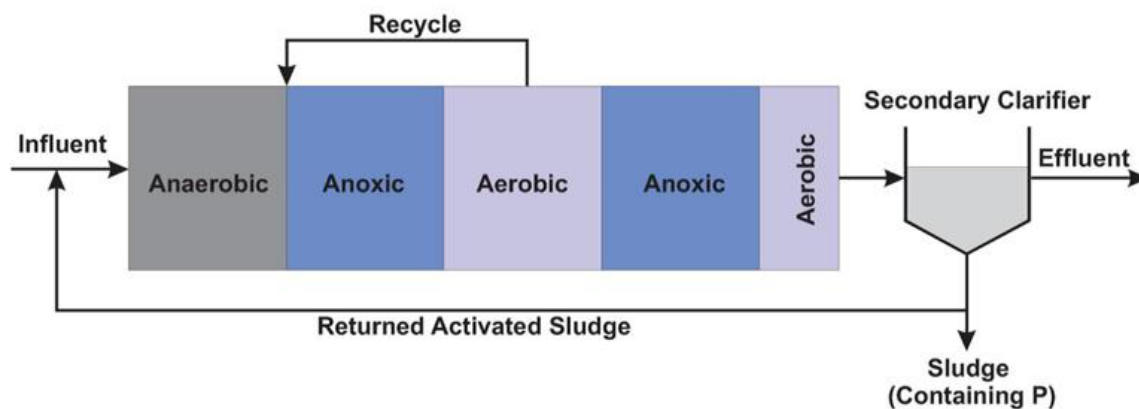 Recycle
Secondary Clarifier
Influent
Effluent
Anaerobic
Anoxic
Aerobic
Anoxic
Aerobic
Returned Activated Sludge
Sludge
(Containing P)